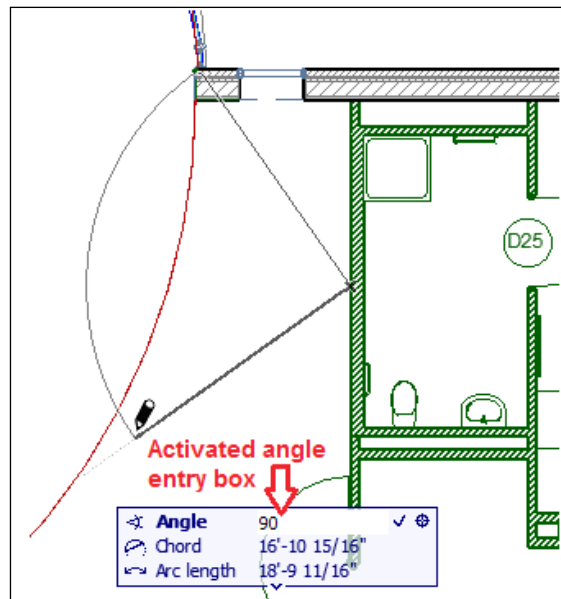 D25
Activated angle
entry box
Angle 90
Chord 16'-10 15/16"
Arc length 18'-9 11/16"